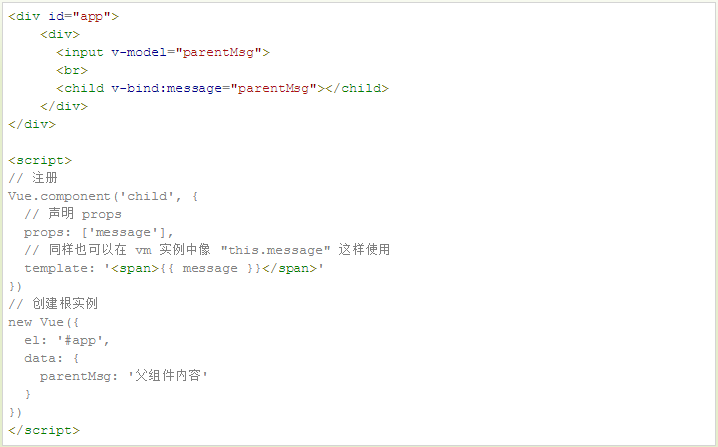 <div id="app">
    <div>
      <input v-model="parentMsg">
      <br>
      <child v-bind:message="parentMsg"></child>
    </div>
</div>

<script>
// 注册
Vue.component('child', {
  // 声明 props
  props: ['message'],
  // 同样也可以在 vm 实例中像 "this.message" 这样使用
  template: '<span>{{ message }}</span>'
})
// 创建根实例
new Vue({
  el: '#app',
  data: {
    parentMsg: '父组件内容'
  }
})
</script>